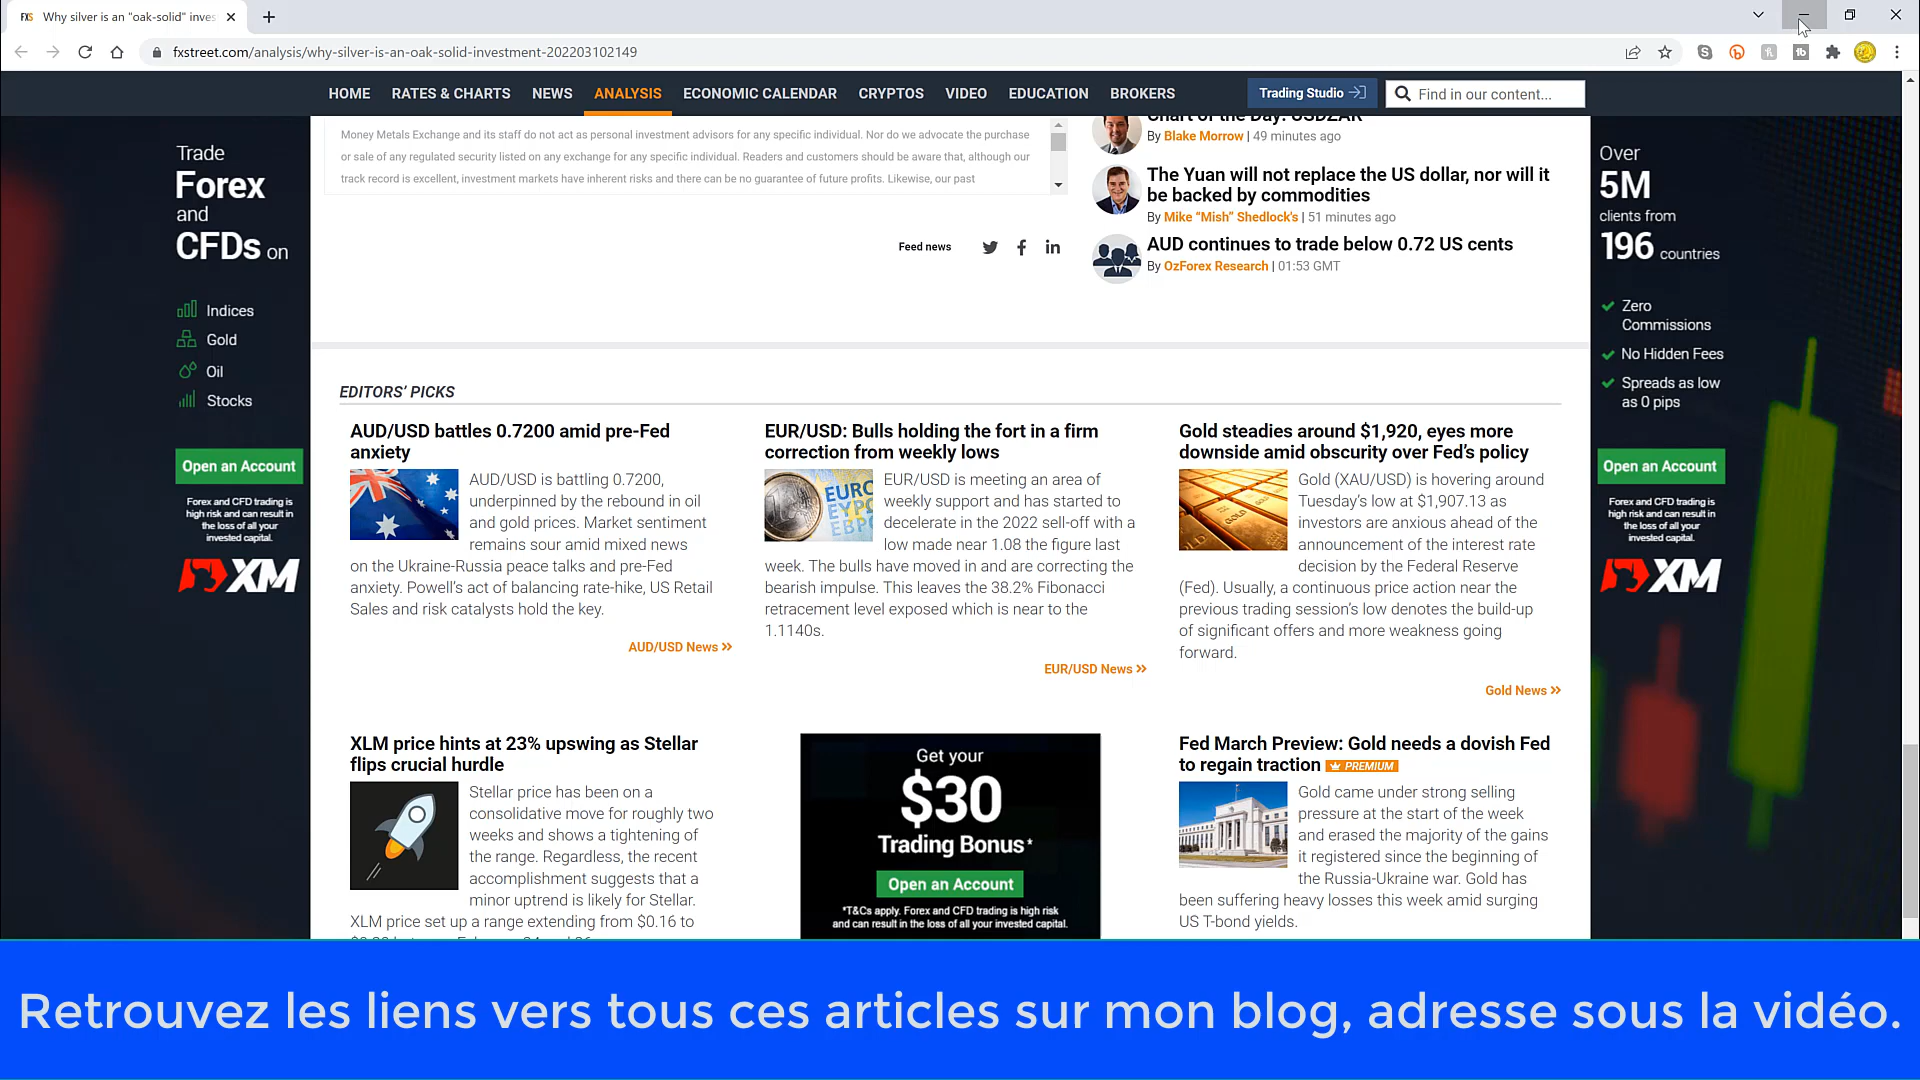 FXS Why silver is an "oak-solid" inves
fxstreet.com/analysis/why-silver-is-an-oak-solid-investment-202203102149
HOME RATES & CHARTS NEWS ANALYSIS ECONOMIC CALENDAR CRYPTOS VIDEO EDUCATION BROKERS Trading Studio Find in our content...
Money Metals Exchange and its staff do not act as personal investment advisors for any specific individual. Nor do we advocate the purchase
or sale of any regulated security listed on any exchange for any specific individual. Readers and customers should be aware that, although our
track record is excellent, investment markets have inherent risks and there can be no guarantee of future profits. Likewise, our past
Feed news
Chart of the Day: USDZAR
By Blake Morrow | 49 minutes ago
The Yuan will not replace the US dollar, nor will it
be backed by commodities
By Mike “Mish” Shedlock's | 51 minutes ago
AUD continues to trade below 0.72 US cents
By OzForex Research | 01:53 GMT
Trade
Forex
and
CFDs on
Indices
Gold
Oil
Stocks
Open an Account
Forex and CFD trading is
high risk and can result in
the loss of all your
invested capital.
XM
EDITORS’ PICKS
AUD/USD battles 0.7200 amid pre-Fed
anxiety
AUD/USD is battling 0.7200,
underpinned by the rebound in oil
and gold prices. Market sentiment
remains sour amid mixed news
on the Ukraine-Russia peace talks and pre-Fed
anxiety. Powell’s act of balancing rate-hike, US Retail
Sales and risk catalysts hold the key.
AUD/USD News
EUR/USD: Bulls holding the fort in a firm
correction from weekly lows
EURO
EUR/USD is meeting an area of
weekly support and has started to
decelerate in the 2022 sell-off with a
low made near 1.08 the figure last
week. The bulls have moved in and are correcting the
bearish impulse. This leaves the 38.2% Fibonacci
retracement level exposed which is near to the
1.1140s.
EUR/USD News
Gold steadies around $1,920, eyes more
downside amid obscurity over Fed’s policy
GOLD
Gold (XAU/USD) is hovering around
Tuesday’s low at $1,907.13 as
investors are anxious ahead of the
announcement of the interest rate
decision by the Federal Reserve
(Fed). Usually, a continuous price action near the
previous trading session’s low denotes the build-up
of significant offers and more weakness going
forward.
Gold News
XLM price hints at 23% upswing as Stellar
flips crucial hurdle
Stellar price has been on a
consolidative move for roughly two
weeks and shows a tightening of
the range. Regardless, the recent
accomplishment suggests that a
minor uptrend is likely for Stellar.
XLM price set up a range extending from $0.16 to
Get your
$30
Trading Bonus*
Open an Account
*T&Cs apply. Forex and CFD trading is high risk
and can result in the loss of all your invested capital.
Fed March Preview: Gold needs a dovish Fed
to regain traction PREMIUM
Gold came under strong selling
pressure at the start of the week
and erased the majority of the gains
it registered since the beginning of
the Russia-Ukraine war. Gold has
been suffering heavy losses this week amid surging
US T-bond yields.
Over
5M
clients from
196 countries
Zero
Commissions
No Hidden Fees
Spreads as low
as 0 pips
Open an Account
Forex and CFD trading is
high risk and can result in
the loss of all your
invested capital.
XM
Retrouvez les liens vers tous ces articles sur mon blog, adresse sous la vidéo.